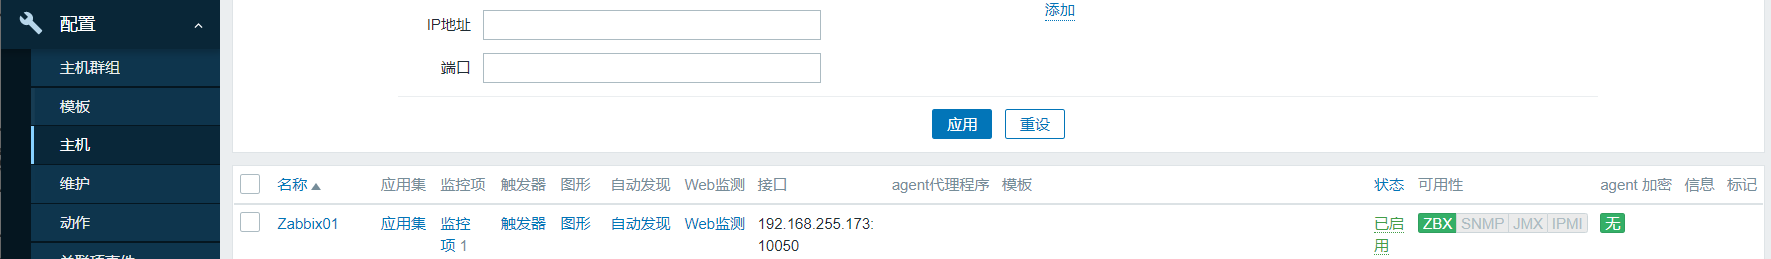 配置
主机群组
模板
主机
维护
动作
IP地址
添加
端口
应用 重设
名称 应用集 监控项 触发器 图形 自动发现 Web监测 接口 agent代理程序 模板 状态 可用性 agent 加密 信息 标记
Zabbix01 应用集 监控 触发器 图形 自动发现 Web监测 192.168.255.173: 已启 ZBX SNMP JMX IPMI 无
项 1 10050 用